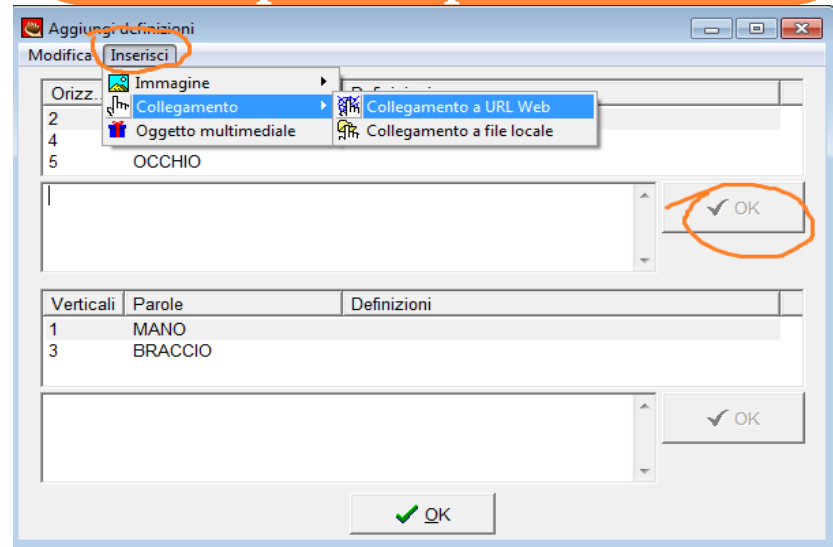 Aggiungi definizioni
Modifica Inserisci
Immagine
Orizz...
Collegamento Collegamento a URL Web
2
Oggetto multimediale Collegamento a file locale
4
5 OCCHIO
OK
Verticali Parole Definizioni
1 MANO
3 BRACCIO
OK
OK